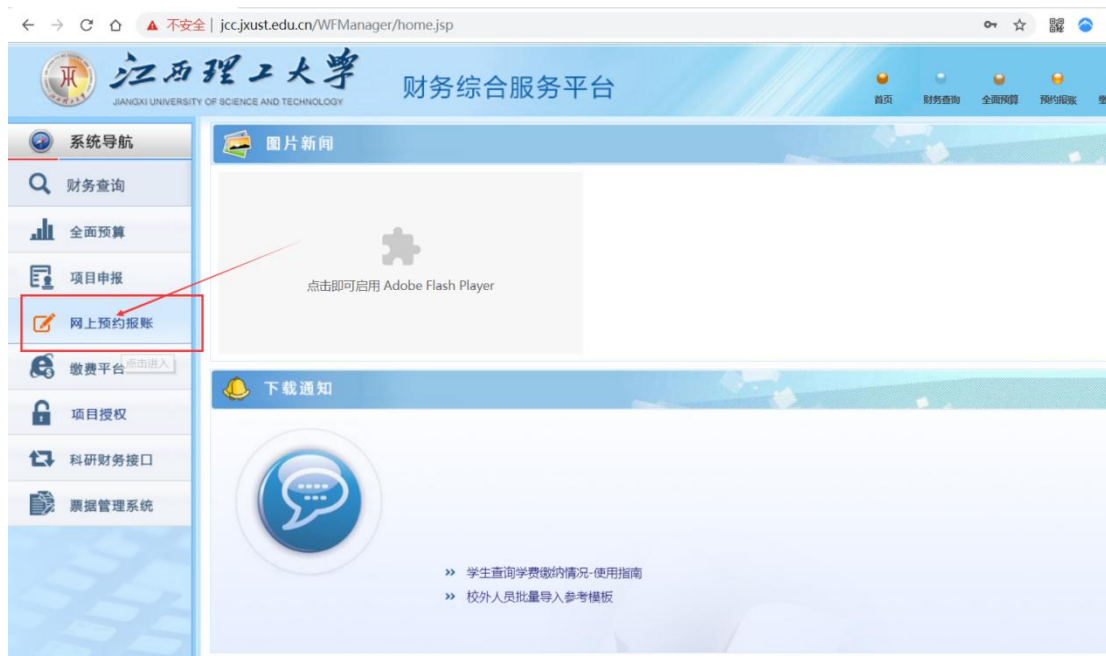 不安全 | jcc.jxust.edu.cn/WFManager/home.jsp
江西理工大学
JIANGXI UNIVERSITY OF SCIENCE AND TECHNOLOGY
财务综合服务平台
首页 财务查询 全面预算 预约报账
系统导航
财务查询
全面预算
项目申报
网上预约报账
缴费平台
点击进入
项目授权
科研财务接口
票据管理系统
图片新闻
点击即可启用 Adobe Flash Player
下载通知
>> 学生查询学费缴纳情况-使用指南
>> 校外人员批量导入参考模板